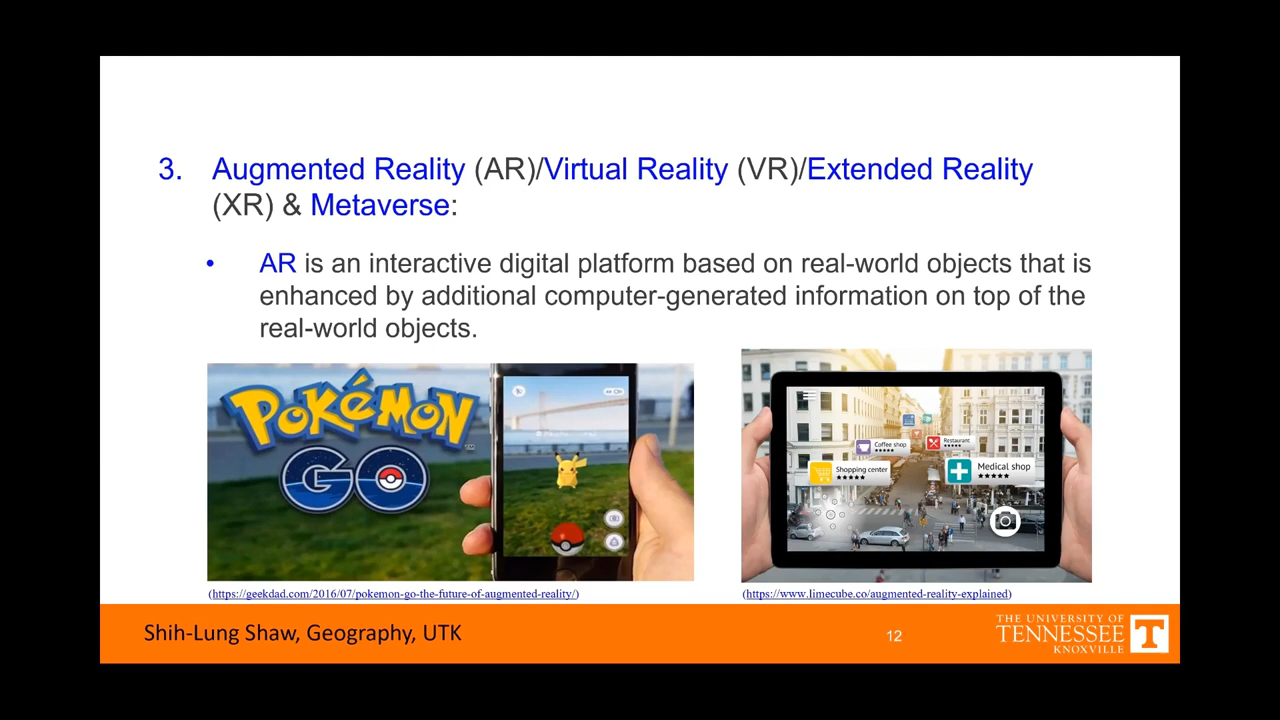 3. Augmented Reality (AR)/Virtual Reality (VR)/Extended Reality
(XR) & Metaverse:
• AR is an interactive digital platform based on real-world objects that is
enhanced by additional computer-generated information on top of the
real-world objects.
POKéMON
GO
Coffee shop
Restaurant
Shopping center
Medical shop
(https://geekdad.com/2016/07/pokemon-go-the-future-of-augmented-reality/)
(https://www.limecube.co/augmented-reality-explained)
Shih-Lung Shaw, Geography, UTK
12
THE UNIVERSITY OF
TENNESSEE
KNOXVILLE
T